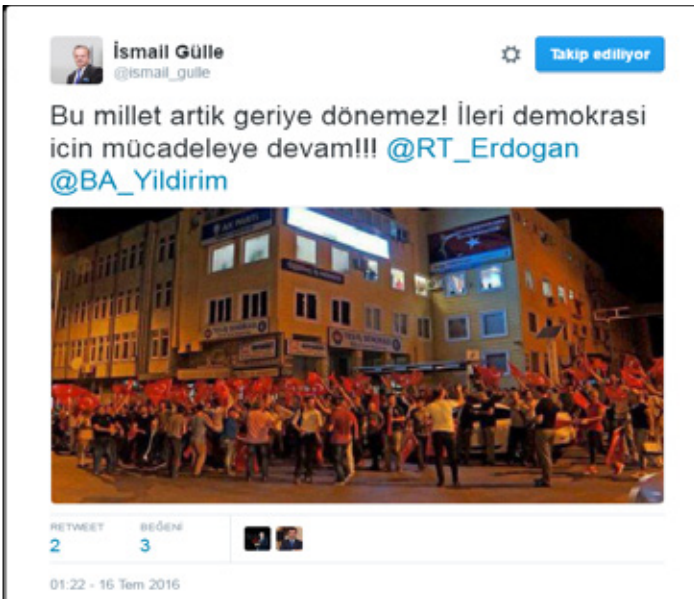 İsmail Gülle
@ismail_gulle
Takip ediliyor
Bu millet artik geriye dönemez! İleri demokrasi
icin mücadeleye devam!!! @RT_Erdogan
@BA_Yildirim
AK PARTİ
RETWEET
2
BEĞENİ
3
01:22 - 16 Tem 2016